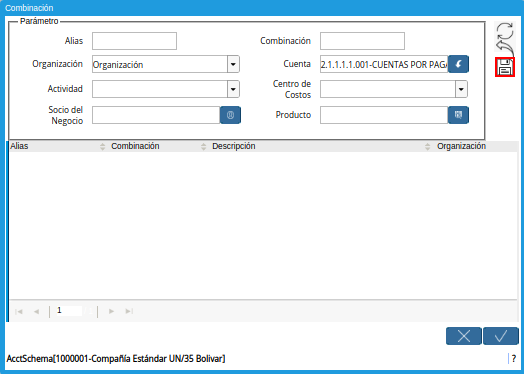 Combinación
Parámetro
Alias
Combinación
Organización
Organización
Cuenta
2.1.1.1.1.001-CUENTAS POR PAGA
Actividad
Centro de
Costos
Socio del
Negocio
Producto
Alias Combinación Descripción Organización
1
AcctSchema[1000001-Compañía Estándar UN/35 Bolivar] ?